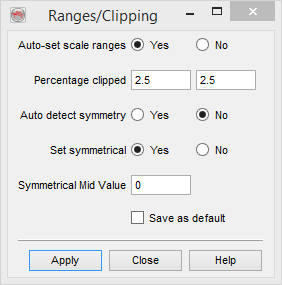 Ranges/Clipping
Auto-set scale ranges Yes No
Percentage clipped 2.5 2.5
Auto detect symmetry Yes No
Set symmetrical Yes No
Symmetrical Mid Value 0
Save as default
Apply Close Help